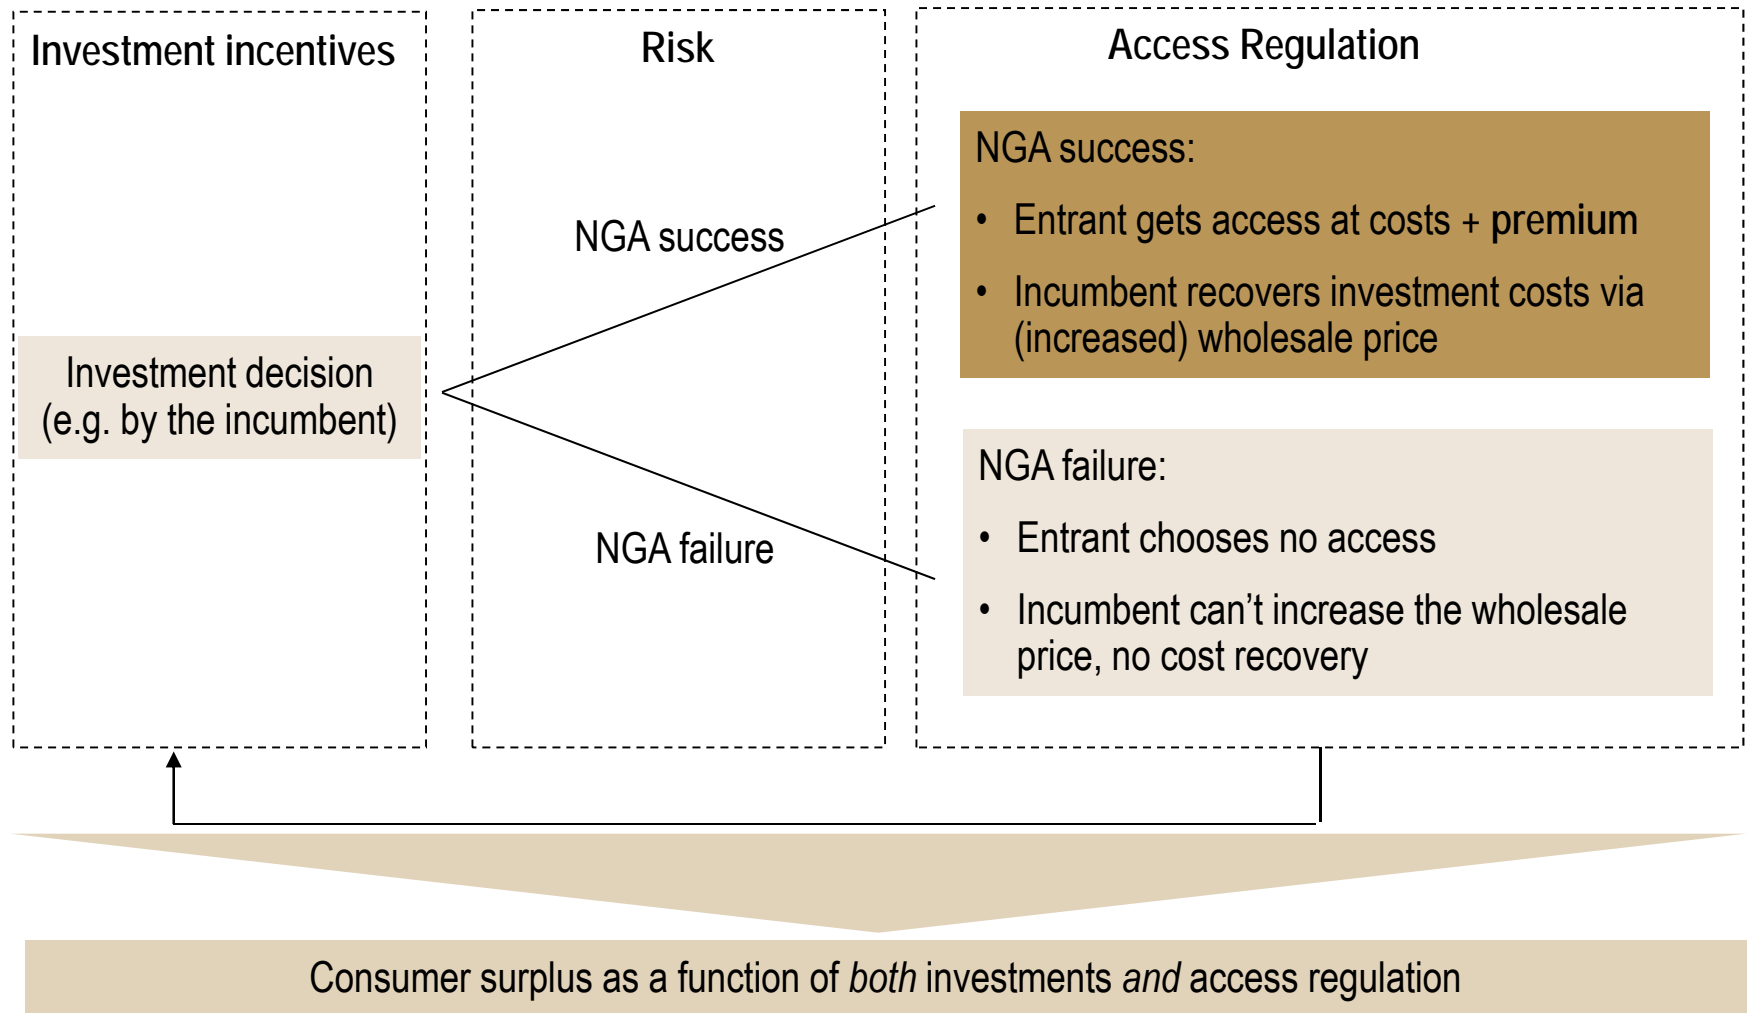 Investment incentives
Risk
Access Regulation
Investment decision
(e.g. by the incumbent)
NGA success
NGA failure
NGA success:
• Entrant gets access at costs + premium
• Incumbent recovers investment costs via
(increased) wholesale price
NGA failure:
• Entrant chooses no access
• Incumbent can’t increase the wholesale
price, no cost recovery
Consumer surplus as a function of both investments and access regulation